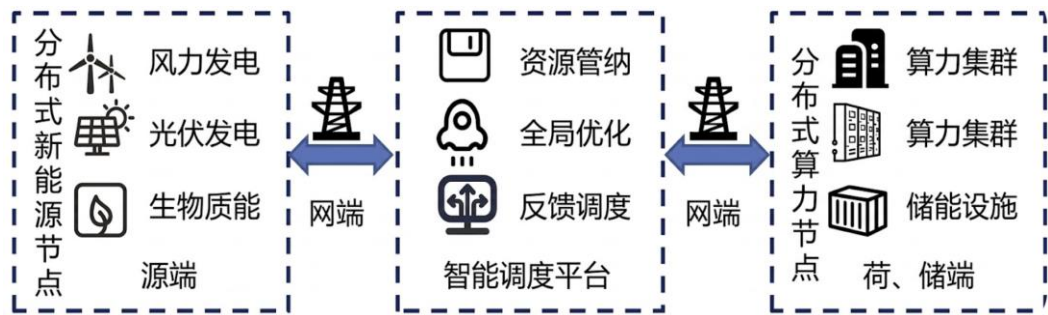 分布式新能源节点
风力发电
光伏发电
生物质能
源端
网端
资源管纳
全局优化
反馈调度
智能调度平台
网端
分布式算力节点
算力集群
算力集群
储能设施
荷、储端